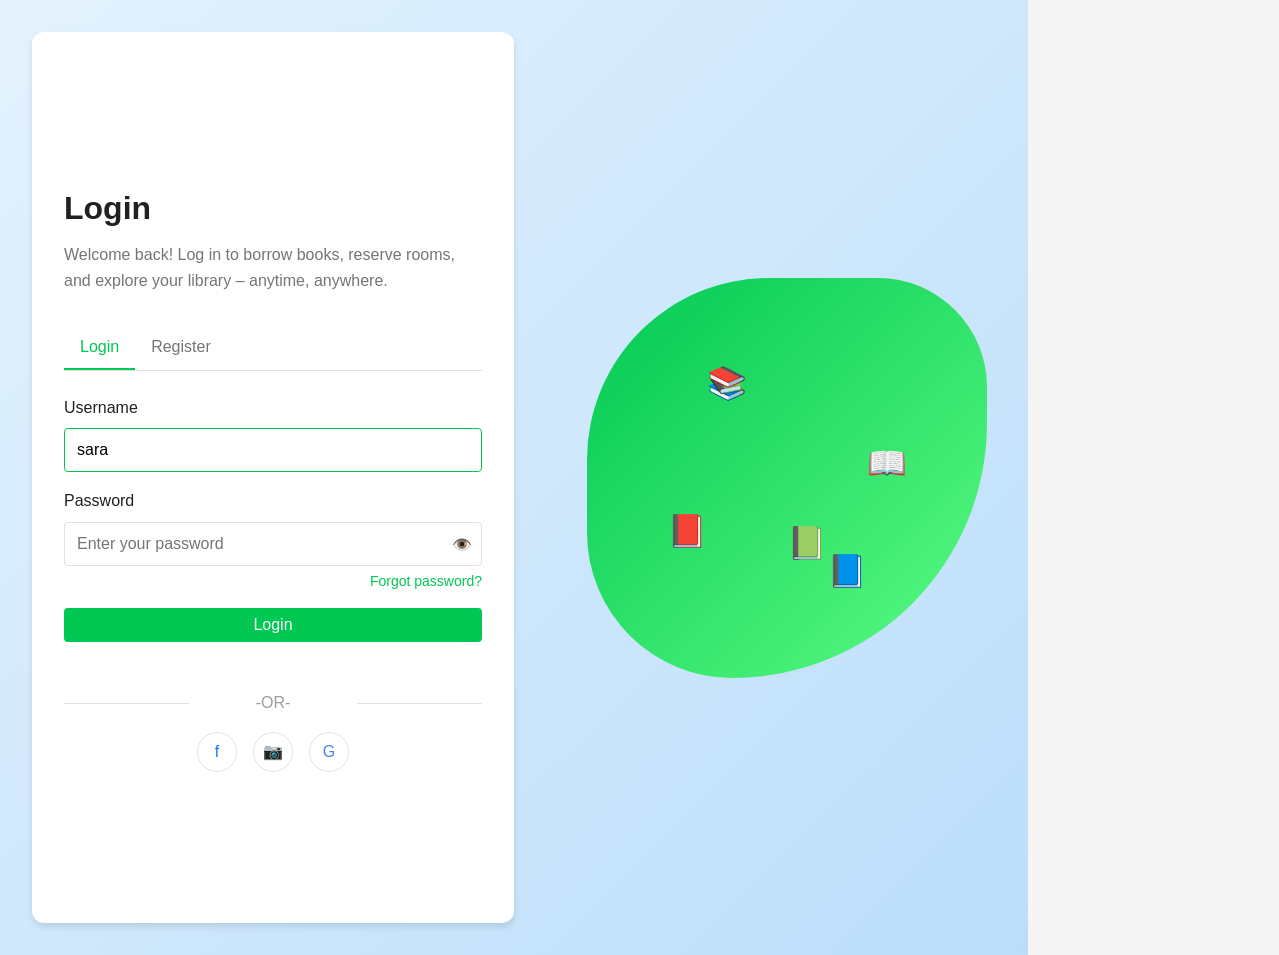 Login
Welcome back! Log in to borrow books, reserve rooms,
and explore your library – anytime, anywhere.
Login Register
Username
sara
Password
Enter your password
Forgot password?
Login
-OR-
f G